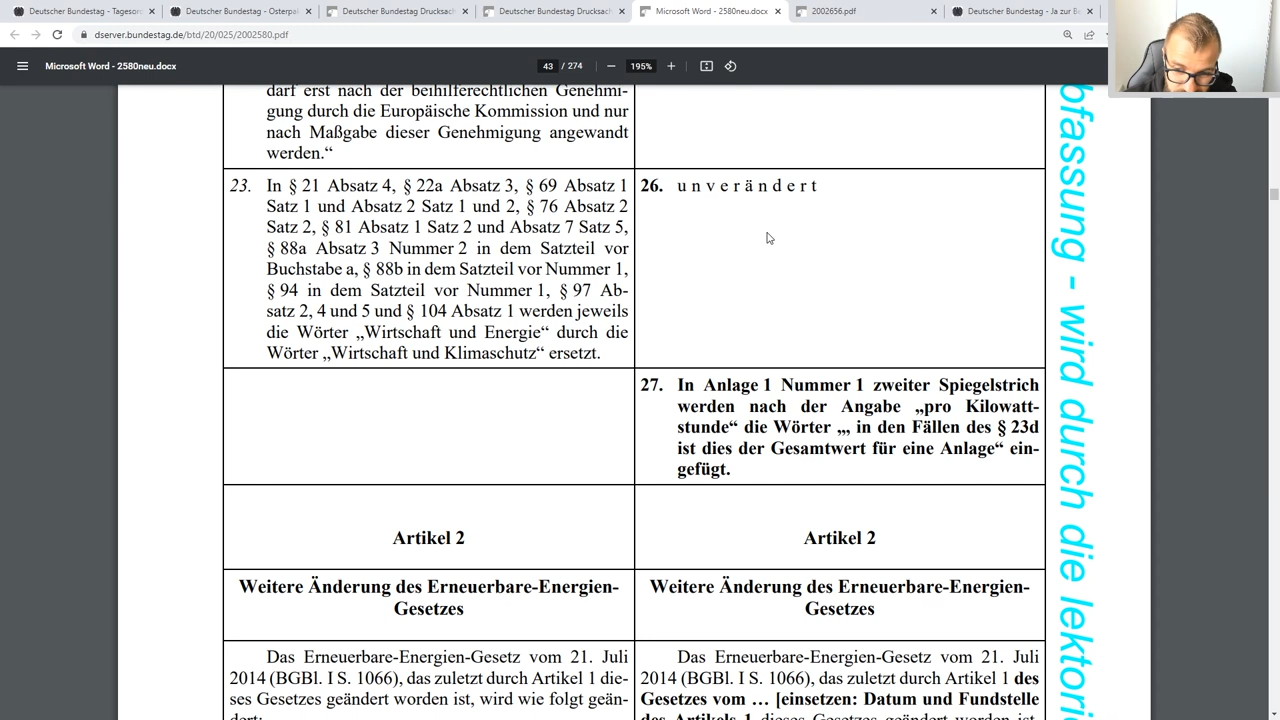 Deutscher Bundestag - Tagesor
Deutscher Bundestag - Osterpa
Deutscher Bundestag Drucksac
Deutscher Bundestag Drucksac
Microsoft Word - 2580neu.docx
2002656.pdf
Deutscher Bundestag - Ja zur B
dserver.bundestag.de/btd/20/025/2002580.pdf
Microsoft Word - 2580neu.docx
43 / 274
195%
darf erst nach der beihilferechtlichen Genehmi-
gung durch die Europäische Kommission und nur
nach Maßgabe dieser Genehmigung angewandt
werden.“
23. In § 21 Absatz 4, § 22a Absatz 3, § 69 Absatz 1
Satz 1 und Absatz 2 Satz 1 und 2, § 76 Absatz 2
Satz 2, § 81 Absatz 1 Satz 2 und Absatz 7 Satz 5,
§ 88a Absatz 3 Nummer 2 in dem Satzteil vor
Buchstabe a, § 88b in dem Satzteil vor Nummer 1,
§ 94 in dem Satzteil vor Nummer 1, § 97 Ab-
satz 2, 4 und 5 und § 104 Absatz 1 werden jeweils
die Wörter „Wirtschaft und Energie“ durch die
Wörter „Wirtschaft und Klimaschutz“ ersetzt.
26. u n v e r ä n d e r t
27. In Anlage 1 Nummer 1 zweiter Spiegelstrich
werden nach der Angabe „pro Kilowatt-
stunde“ die Wörter „, in den Fällen des § 23d
ist dies der Gesamtwert für eine Anlage“ ein-
gefügt.
Artikel 2
Artikel 2
Weitere Änderung des Erneuerbare-Energien-
Gesetzes
Weitere Änderung des Erneuerbare-Energien-
Gesetzes
Das Erneuerbare-Energien-Gesetz vom 21. Juli
2014 (BGBl. I S. 1066), das zuletzt durch Artikel 1 die-
ses Gesetzes geändert worden ist, wird wie folgt geän-
dert:
Das Erneuerbare-Energien-Gesetz vom 21. Juli
2014 (BGBl. I S. 1066), das zuletzt durch Artikel 1 des
Gesetzes vom … [einsetzen: Datum und Fundstelle
des Artikels 1 dieses Gesetzes geändert worden ist,
bfassung - wird durch die lektori